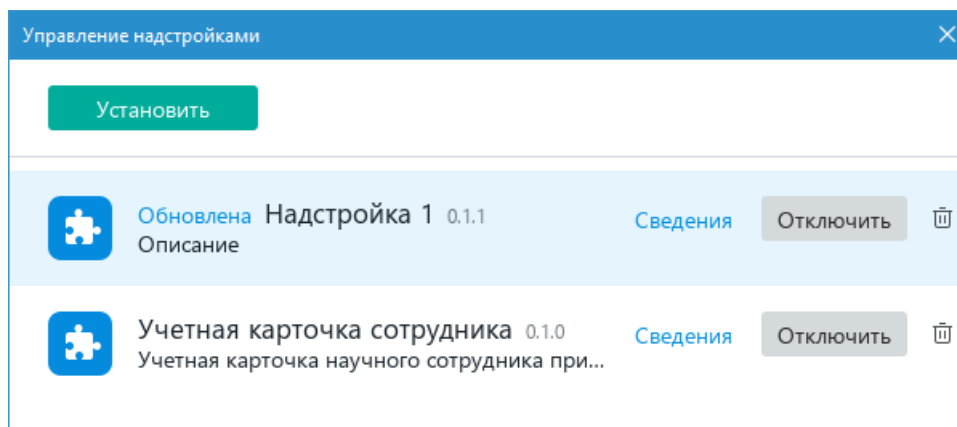 Управление надстройками
Установить
Обновлена Надстройка 1 0.1.1 Сведения Отключить
Описание
Учетная карточка сотрудника 0.1.0 Сведения Отключить
Учетная карточка научного сотрудника при...